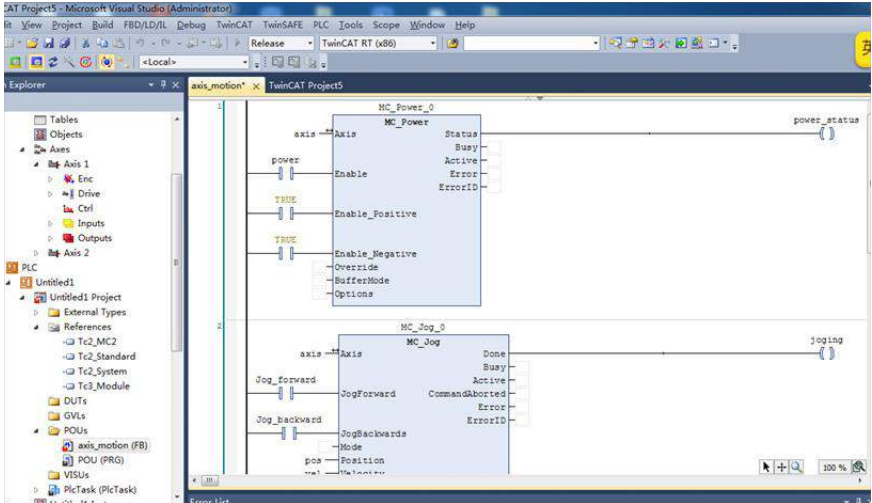 CAT Project5 - Microsoft Visual Studio (Administrator)
View Project Build FBD/LD/IL Debug TwinCAT TwinSAFE PLC Tools Scope Window Help
Release TwinCAT RT (x86)
<Local>
英
Explorer
axis_motion* TwinCAT Project5
Tables
Objects
Axes
Axis 1
Enc
Drive
Ctrl
Inputs
Outputs
Axis 2
PLC
Untitled1
Untitled1 Project
External Types
References
Tc2_MC2
Tc2_Standard
Tc2_System
Tc3_Module
DUTs
GVLs
POUs
axis_motion (FB)
POU (PRG)
VISUs
PlcTask (PlcTask)
1
MC_Power_0
MC_Power
power_status
axis Axis Status
Busy
power Active
Enable Error
ErrorID
TRUE
Enable_Positive
TRUE
Enable_Negative
Override
BufferMode
Options
2
MC_Jog_0
MC_Jog
joging
axis Axis Done
Busy
Jog_forward Active
JogForward CommandAborted
Error
Jog_backward ErrorID
JogBackwards
Mode
pos Position
vel Velocity
100 %
Error List